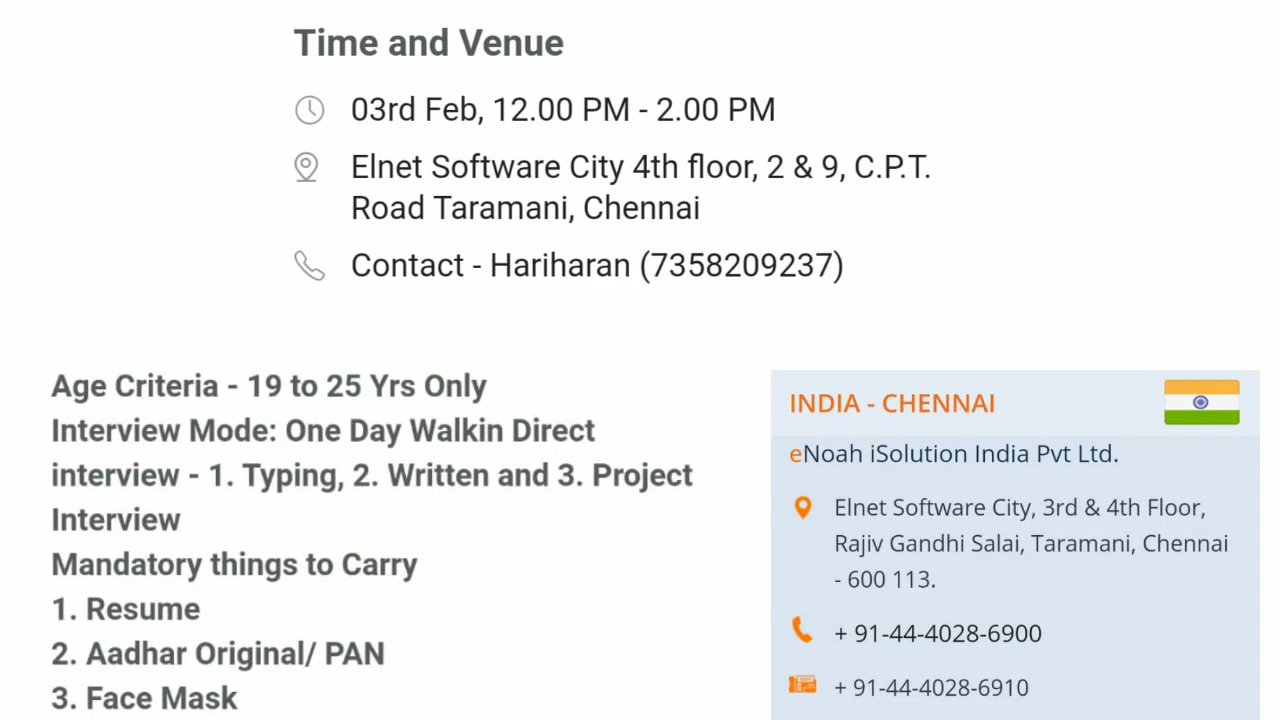 Time and Venue
03rd Feb, 12.00 PM - 2.00 PM
Elnet Software City 4th floor, 2 & 9, C.P.T.
Road Taramani, Chennai
Contact - Hariharan (7358209237)
Age Criteria - 19 to 25 Yrs Only
Interview Mode: One Day Walkin Direct
interview - 1. Typing, 2. Written and 3. Project
Interview
Mandatory things to Carry
1. Resume
2. Aadhar Original/ PAN
3. Face Mask
INDIA - CHENNAI
eNoah iSolution India Pvt Ltd.
Elnet Software City, 3rd & 4th Floor,
Rajiv Gandhi Salai, Taramani, Chennai
- 600 113.
+ 91-44-4028-6900
+ 91-44-4028-6910